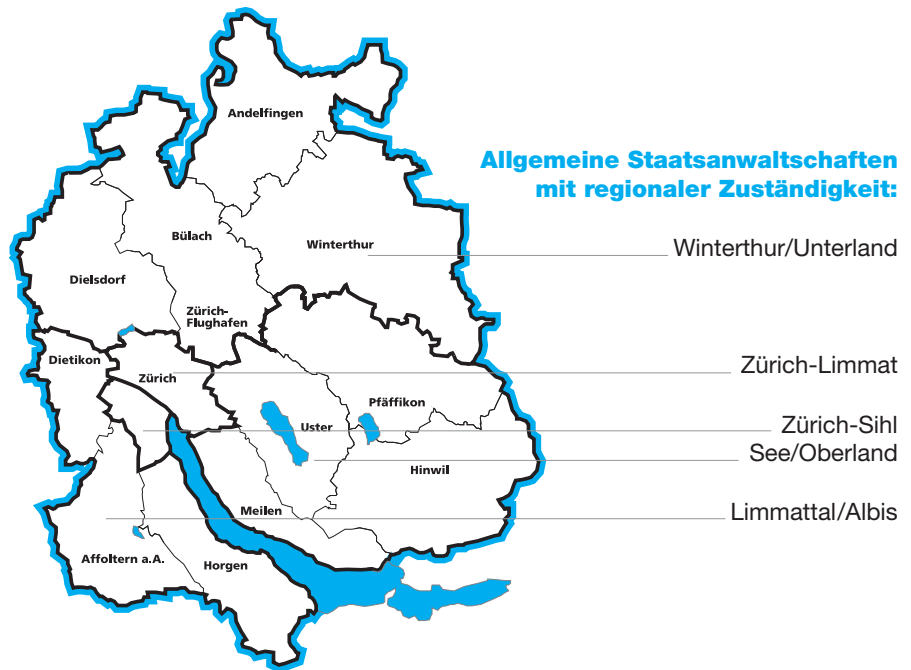 Andelfingen
Allgemeine Staatsanwaltschaften
mit regionaler Zuständigkeit:
Bülach
Winterthur
Winterthur/Unterland
Dielsdorf
Zürich-
Flughafen
Dietikon
Zürich
Zürich-Limmat
Pfäffikon
Uster
Zürich-Sihl
See/Oberland
Hinwil
Meilen
Limmattal/Albis
Affoltern a.A.
Horgen